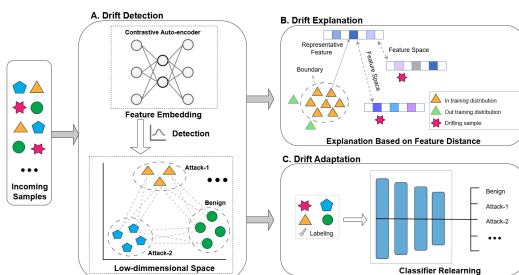 A. Drift Detection
Contrastive Auto-encoder
Feature Embedding
Detection
Attack-1
•••
Benign
Attack-2
Low-dimmensional Space
Incoming
Samples
•••
B. Drift Explanation
Representative
Feature
Boundary
Feature Space
Feature Space
In training distribution
Out training distribution
Drifting sample
Explanation Based on Feature Distance
C. Drift Adaptation
Labeling
Benign
Attack-1
Attack-2
•••
Classifier Relearning